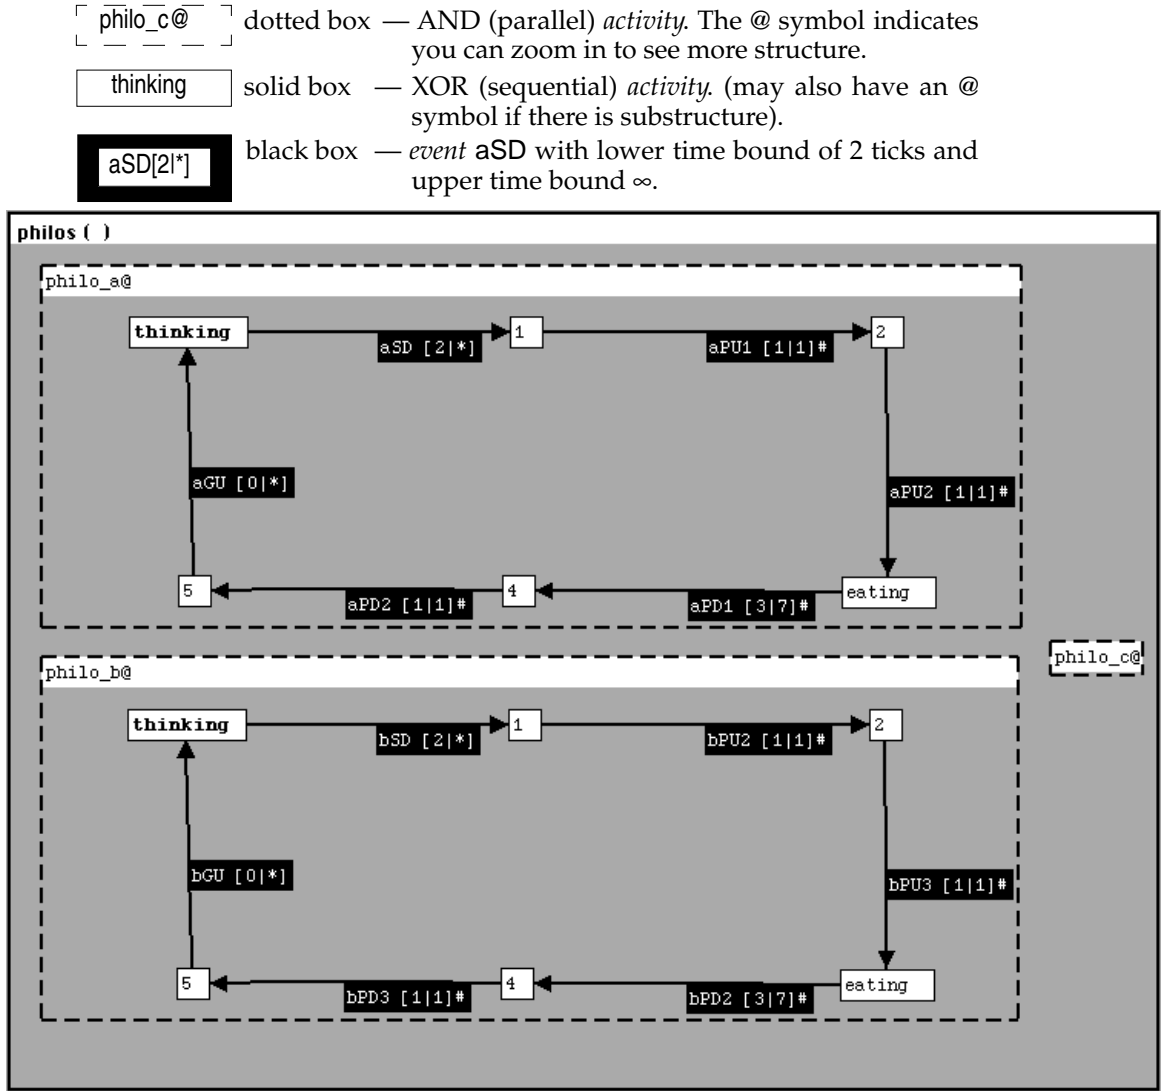 philo_c@ dotted box — AND (parallel) activity. The @ symbol indicates
you can zoom in to see more structure.
thinking solid box — XOR (sequential) activity. (may also have an @
symbol if there is substructure).
aSD[2|*] black box — event aSD with lower time bound of 2 ticks and
upper time bound ∞.
philos ( )
philo_a@
thinking
aSD [2|*]
1
aPU1 [1|1]#
2
aGU [0|*]
aPU2 [1|1]#
5
aPD2 [1|1]#
4
aPD1 [3|7]#
eating
philo_c@
philo_b@
thinking
bSD [2|*]
1
bPU2 [1|1]#
2
bGU [0|*]
bPU3 [1|1]#
5
bPD3 [1|1]#
4
bPD2 [3|7]#
eating